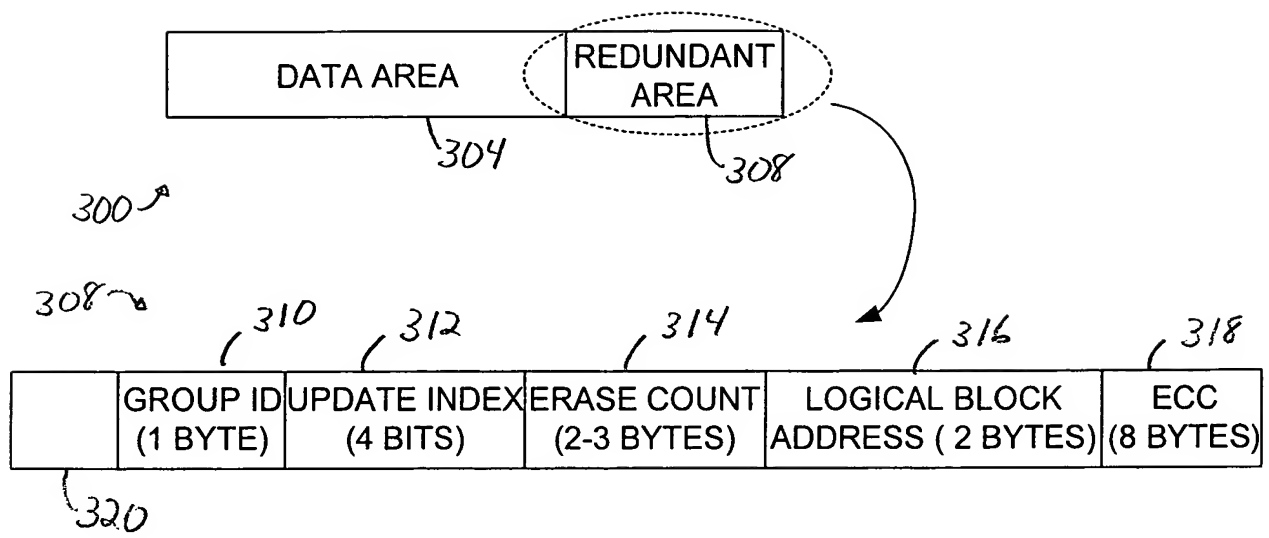 DATA AREA
REDUNDANT
AREA
304
308
300
308
310
312
314
316
318
GROUP ID
(1 BYTE)
UPDATE INDEX
(4 BITS)
ERASE COUNT
(2-3 BYTES)
LOGICAL BLOCK
ADDRESS ( 2 BYTES)
ECC
(8 BYTES)
320